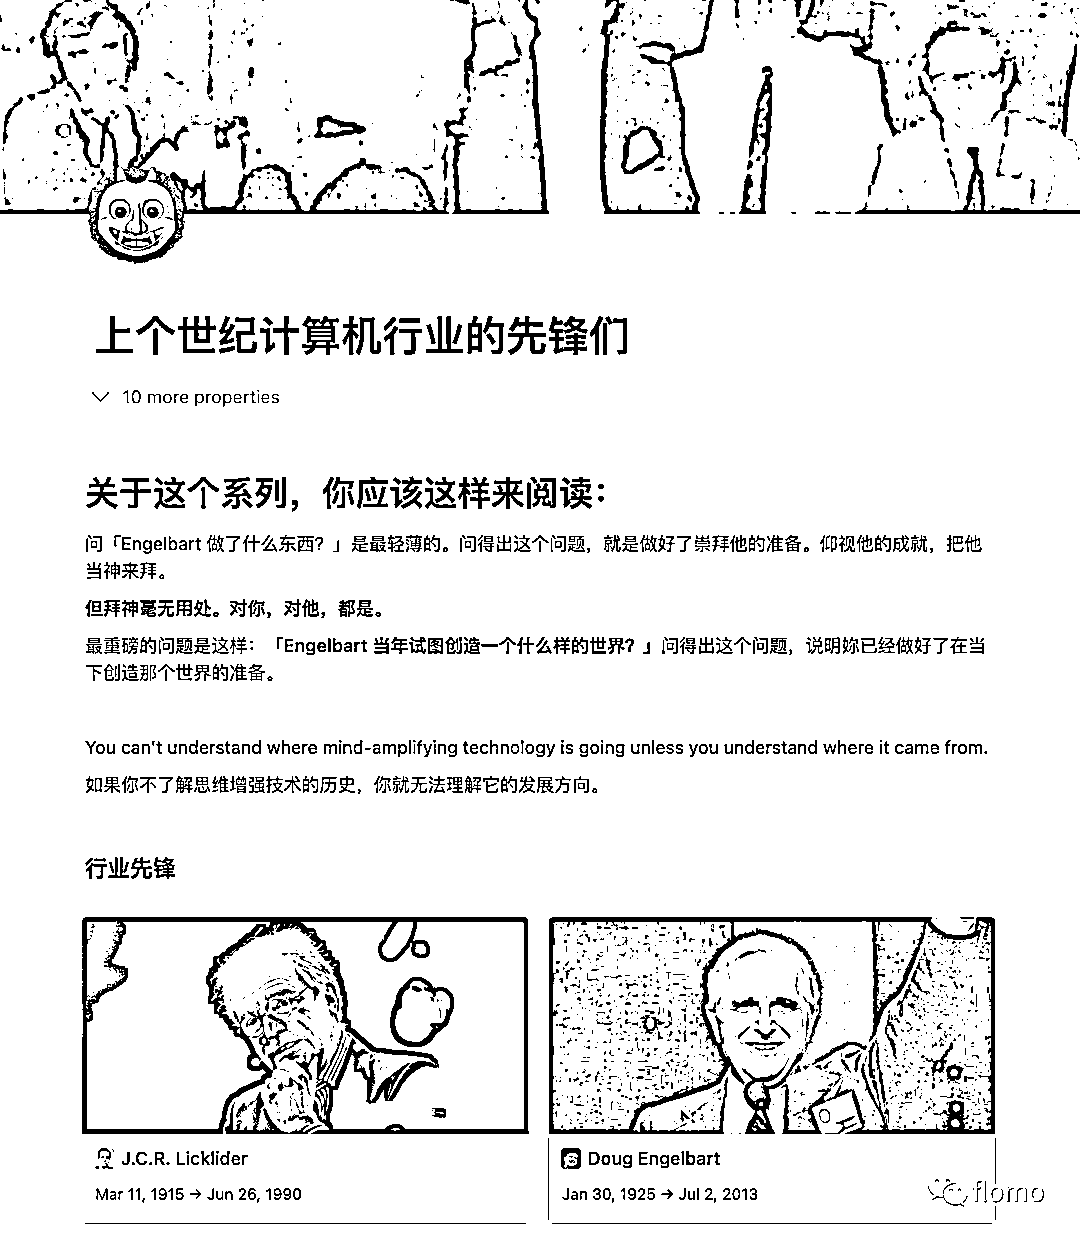 上个世纪计算机行业的先锋们
10 more properties
关于这个系列，你应该这样来阅读：
问「Engelbart 做了什么东西？」是最轻薄的。问得出这个问题，就是做好了崇拜他的准备。仰视他的成就，把他
当神来拜。
但拜神毫无用处。对你，对他，都是。
最重磅的问题是这样：「Engelbart 当年试图创造一个什么样的世界？」问得出这个问题，说明妳已经做好了在当
下创造那个世界的准备。
You can't understand where mind-amplifying technology is going unless you understand where it came from.
如果你不了解思维增强技术的历史，你就无法理解它的发展方向。
行业先锋
J.C.R. Licklider
Mar 11, 1915 → Jun 26, 1990
Doug Engelbart
Jan 30, 1925 → Jul 2, 2013
flomo